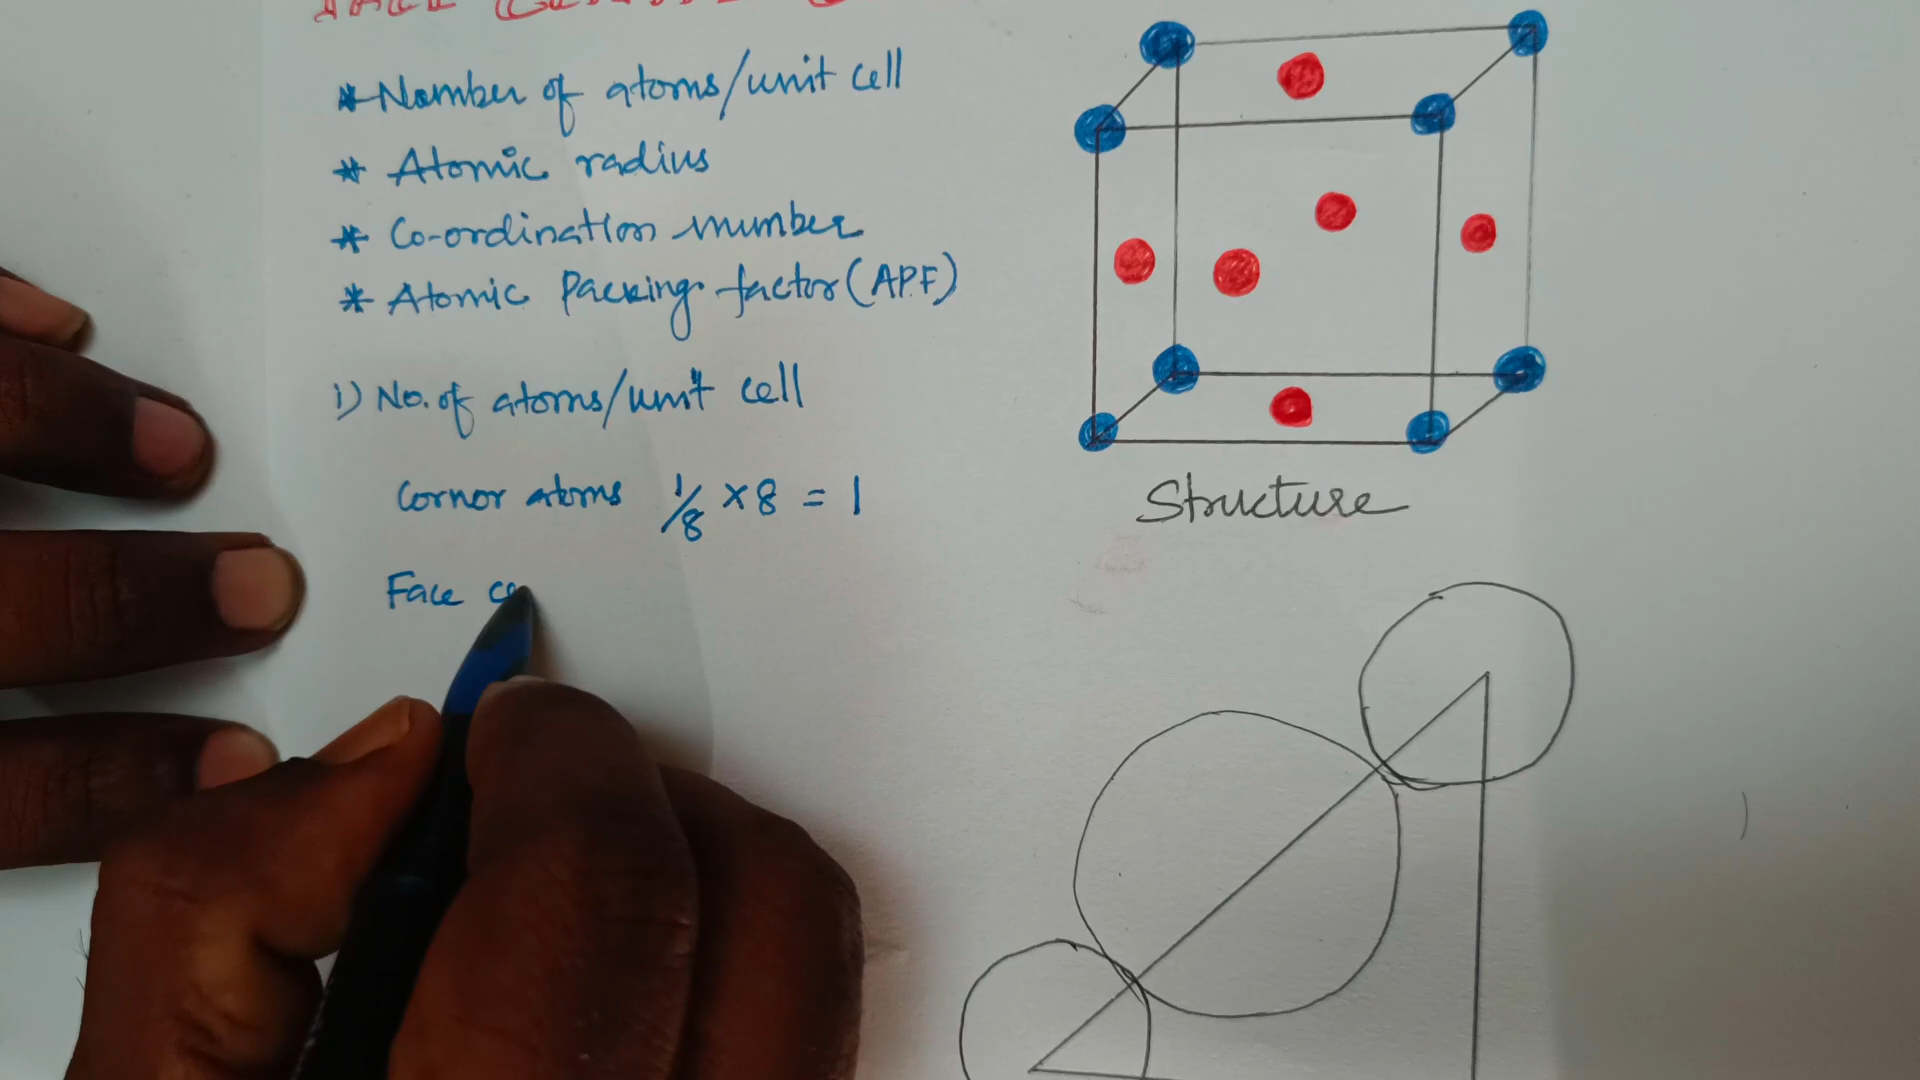 * Number of atoms/unit cell
* Atomic radius
* Co-ordination number
* Atomic Packing factor (APF)
1) No. of atoms/unit cell
Cornor atoms 1/8 × 8 = 1
Face ce
Structure